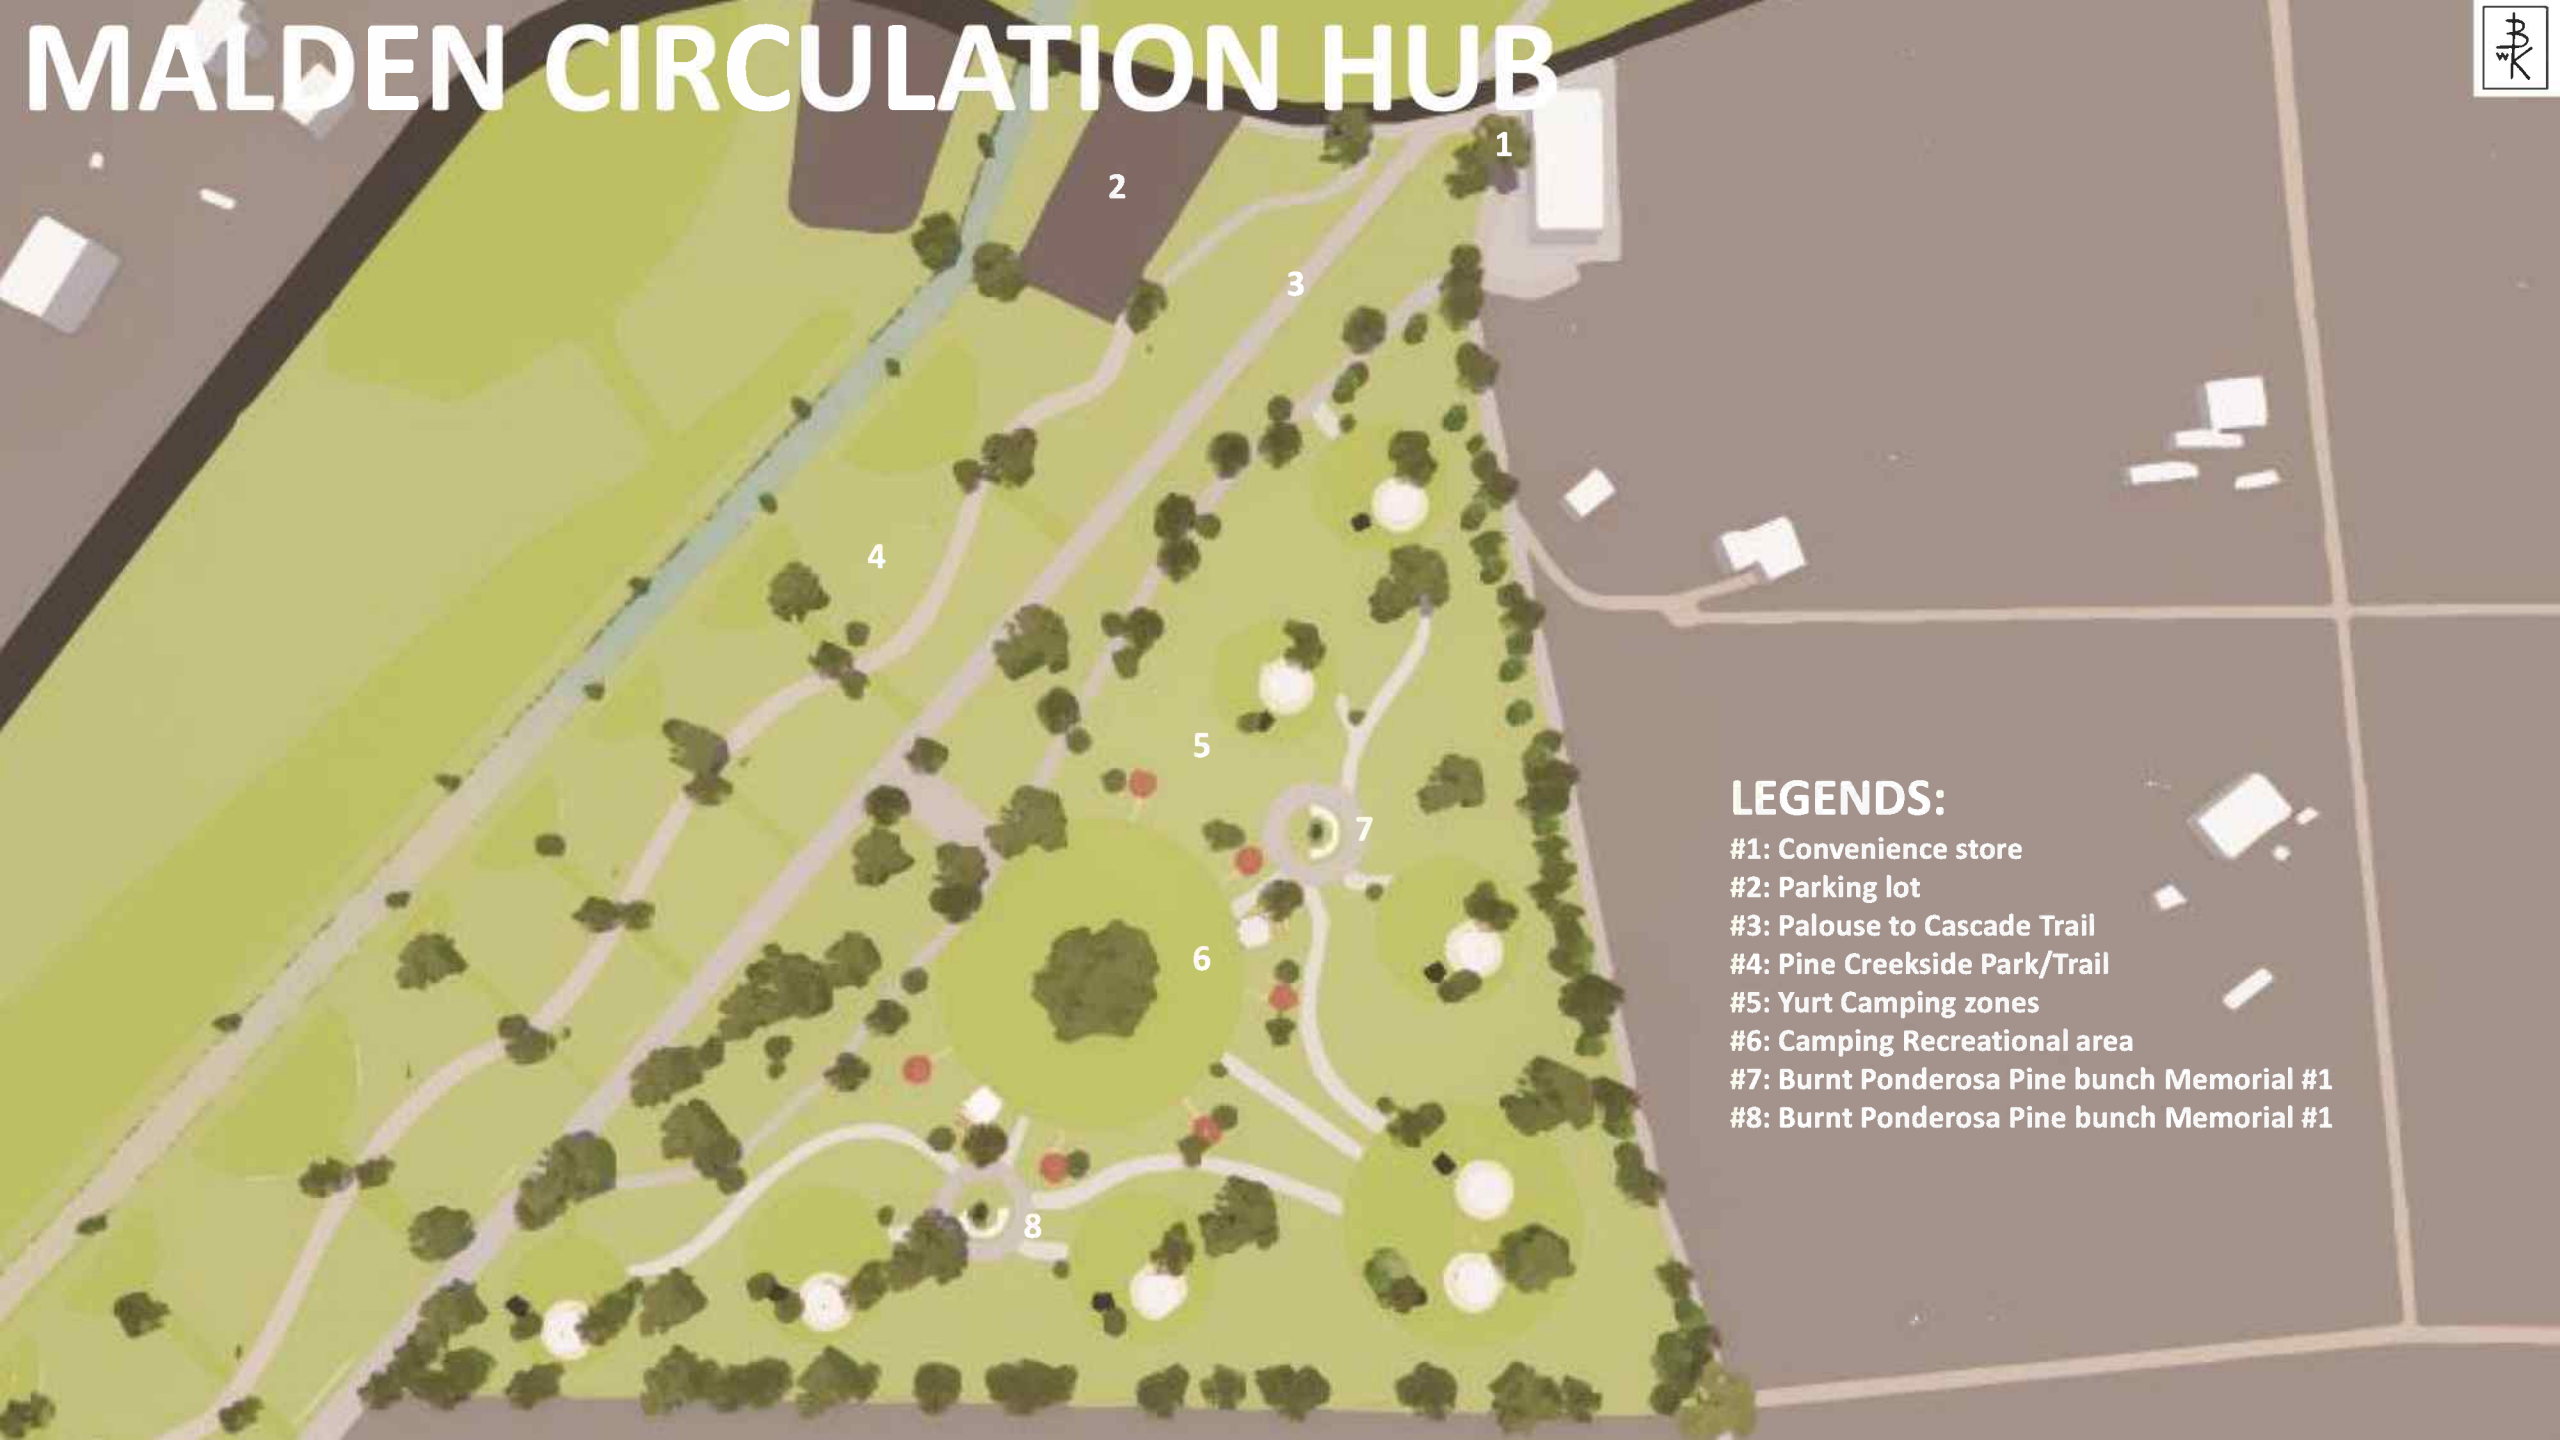 MALDEN CIRCULATION HUB
B
W K
1
2
3
4
5
7
6
8
LEGENDS:
#1: Convenience store
#2: Parking lot
#3: Palouse to Cascade Trail
#4: Pine Creekside Park/Trail
#5: Yurt Camping zones
#6: Camping Recreational area
#7: Burnt Ponderosa Pine bunch Memorial #1
#8: Burnt Ponderosa Pine bunch Memorial #1